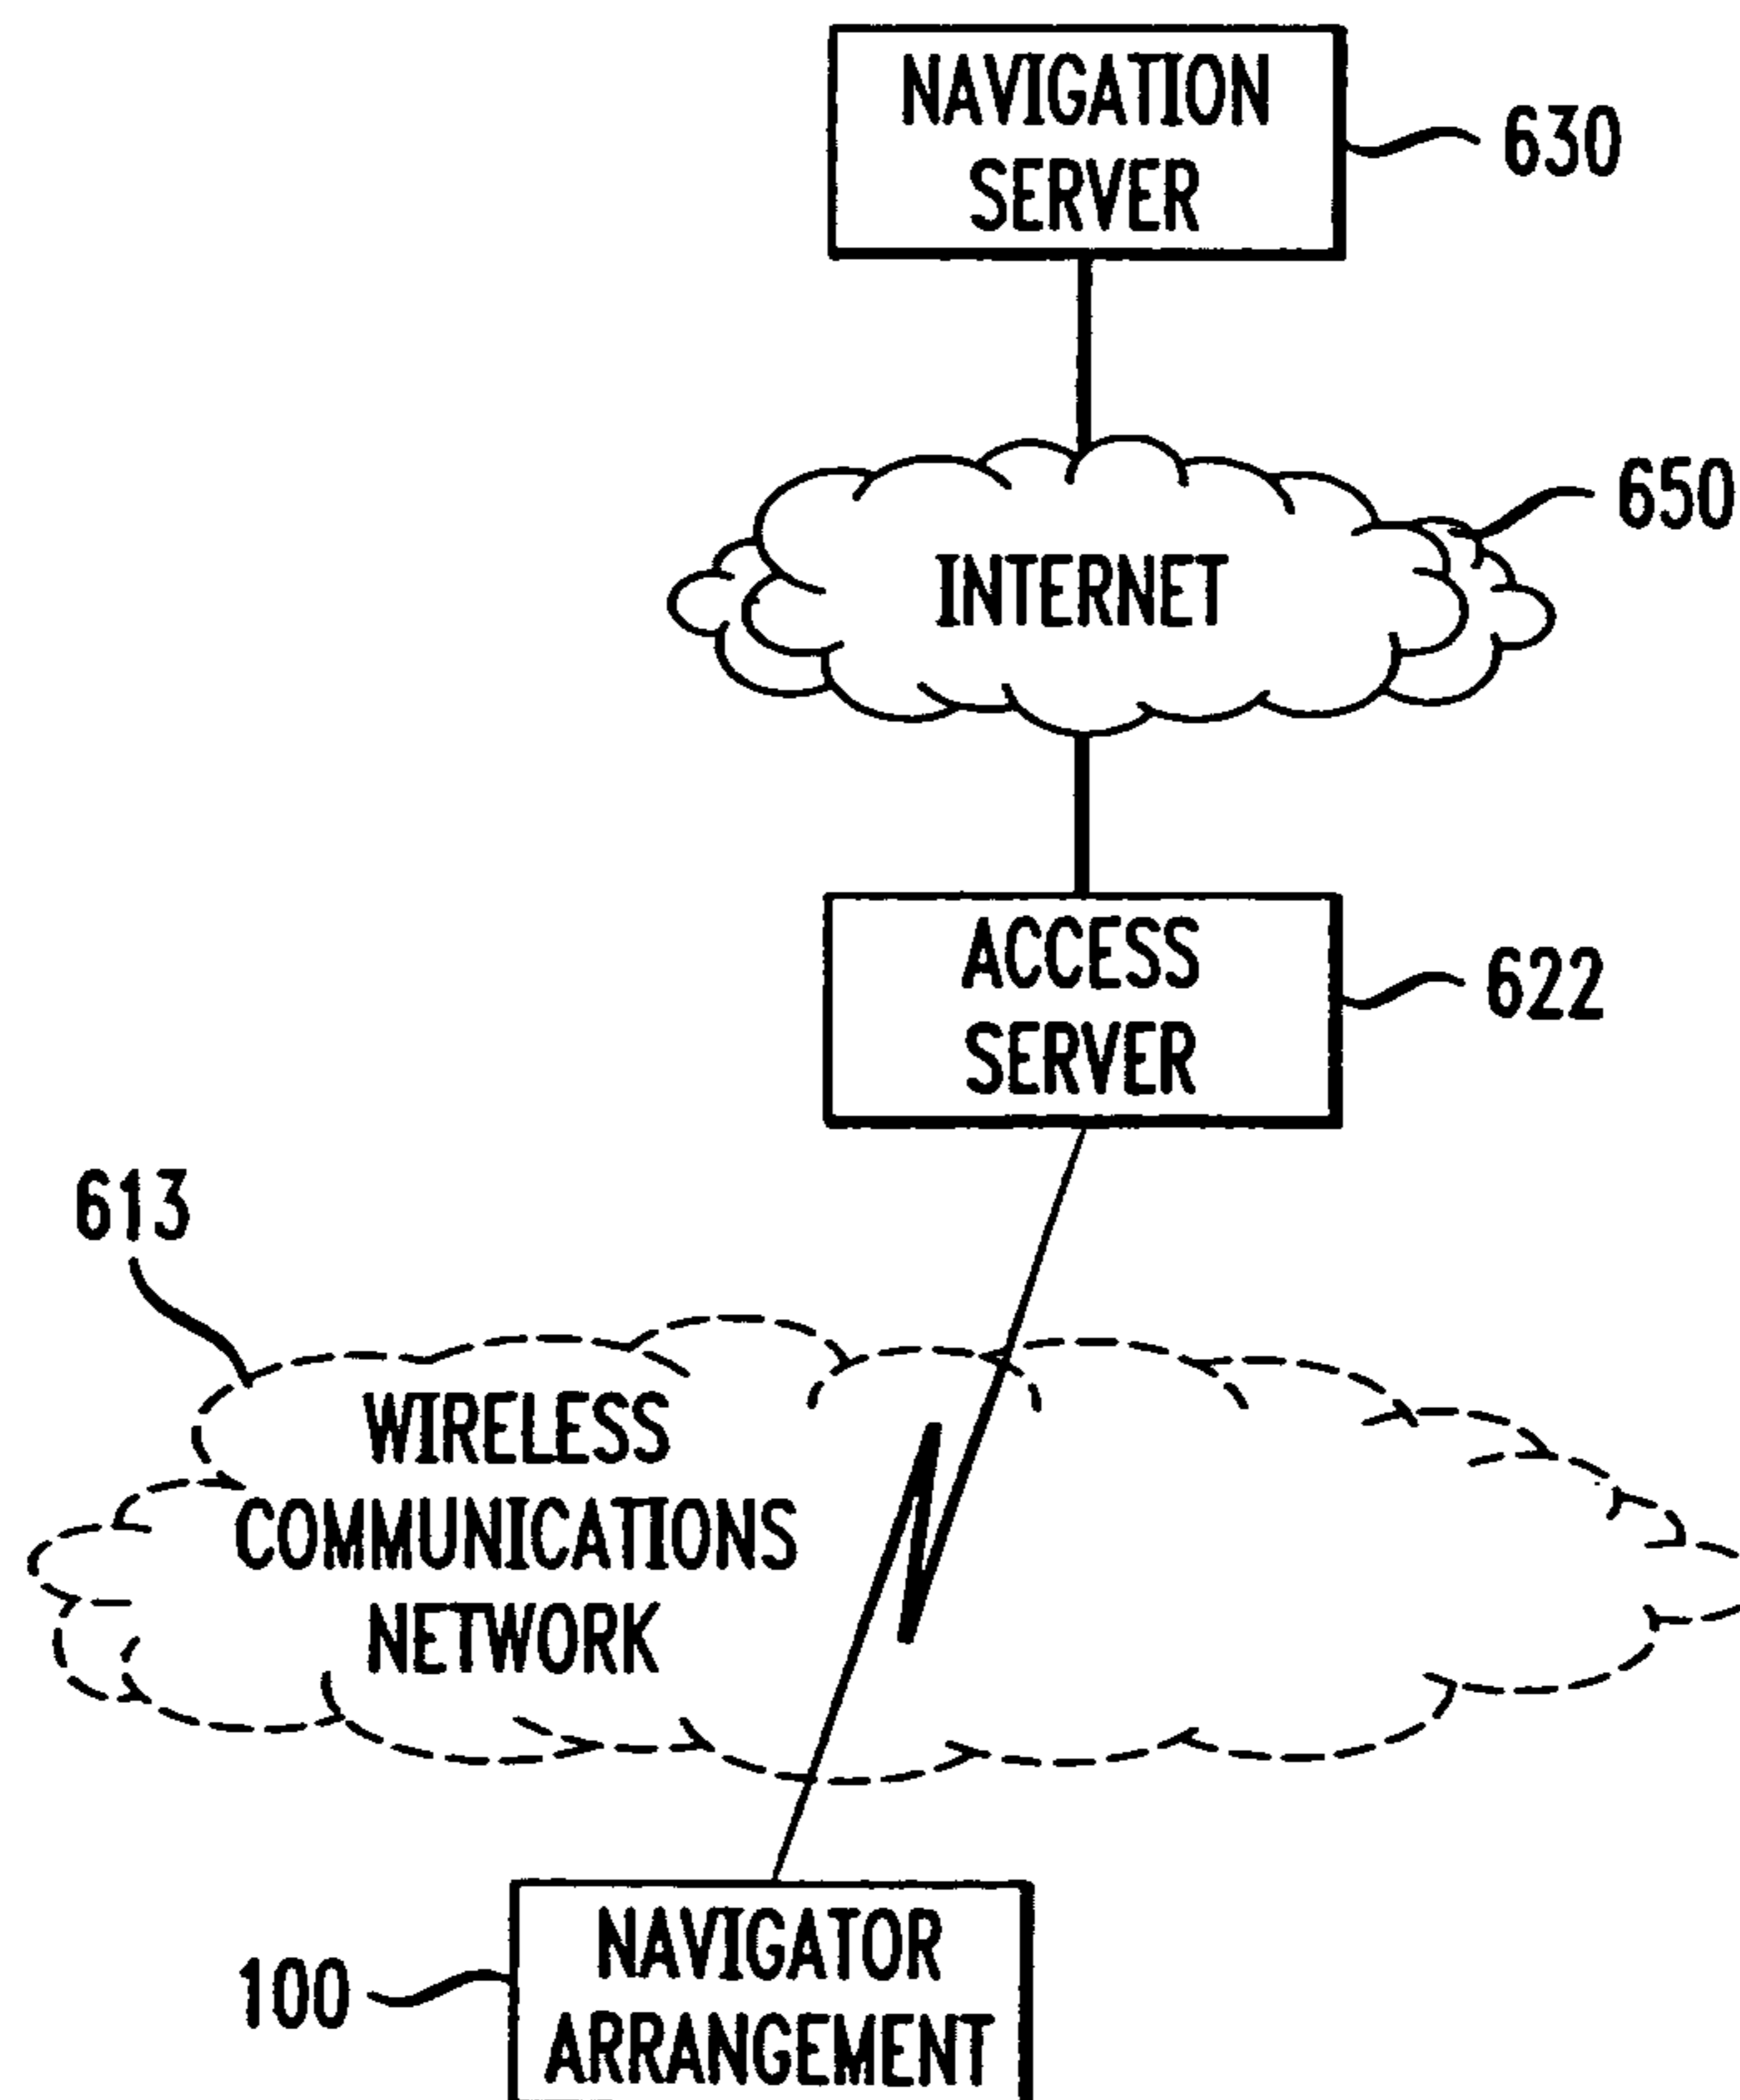 NAVIGATION
SERVER
630
650
INTERNET
ACCESS
SERVER
622
613
WIRELESS
COMMUNICATIONS
NETWORK
100
NAVIGATOR
ARRANGEMENT